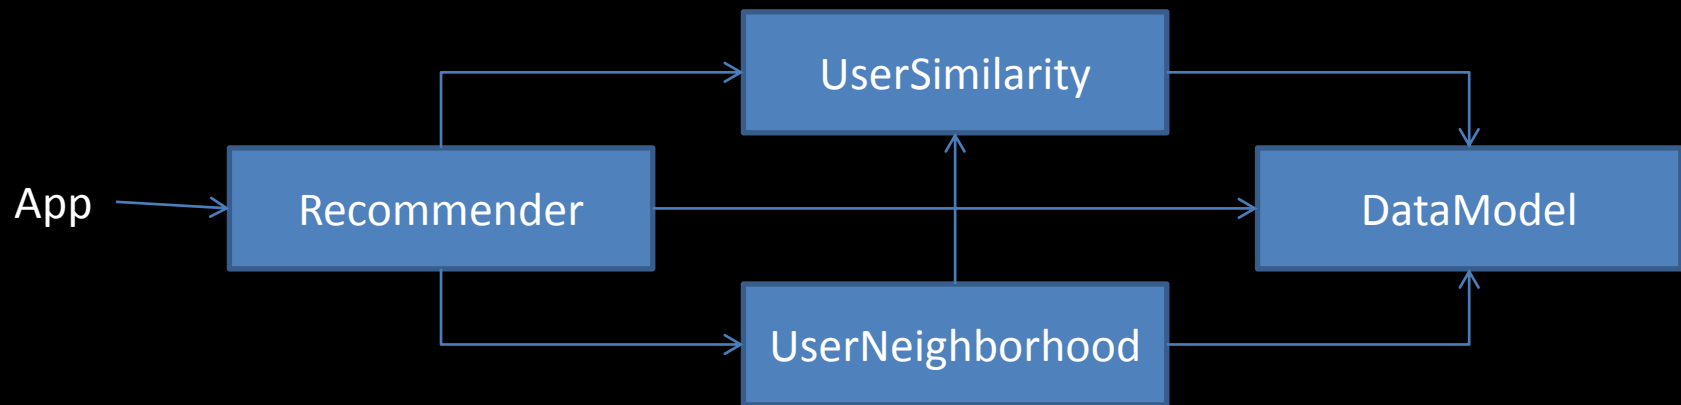 UserSimilarity
App
Recommender
DataModel
UserNeighborhood